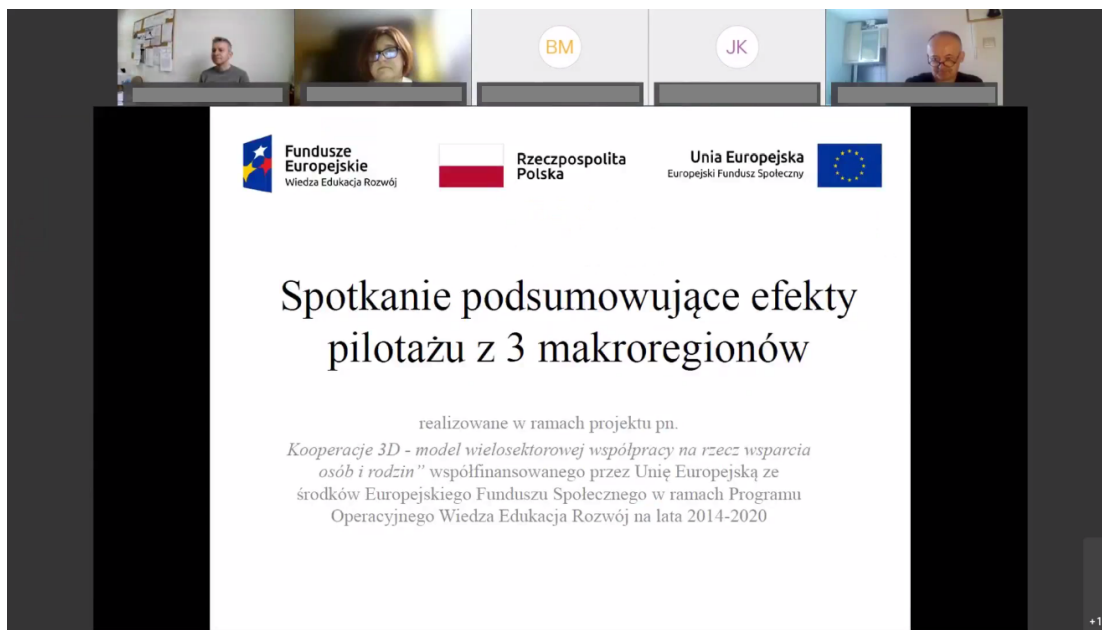 BM
JK
Fundusze
Europejskie
Wiedza Edukacja Rozwój
Rzeczpospolita
Polska
Unia Europejska
Europejski Fundusz Społeczny
Spotkanie podsumowujące efekty
pilotażu z 3 makroregionów
realizowane w ramach projektu pn.
Kooperacje 3D - model wielosektorowej współpracy na rzecz wsparcia
osób i rodzin” współfinansowanego przez Unię Europejską ze
środków Europejskiego Funduszu Społecznego w ramach Programu
Operacyjnego Wiedza Edukacja Rozwój na lata 2014-2020
+1